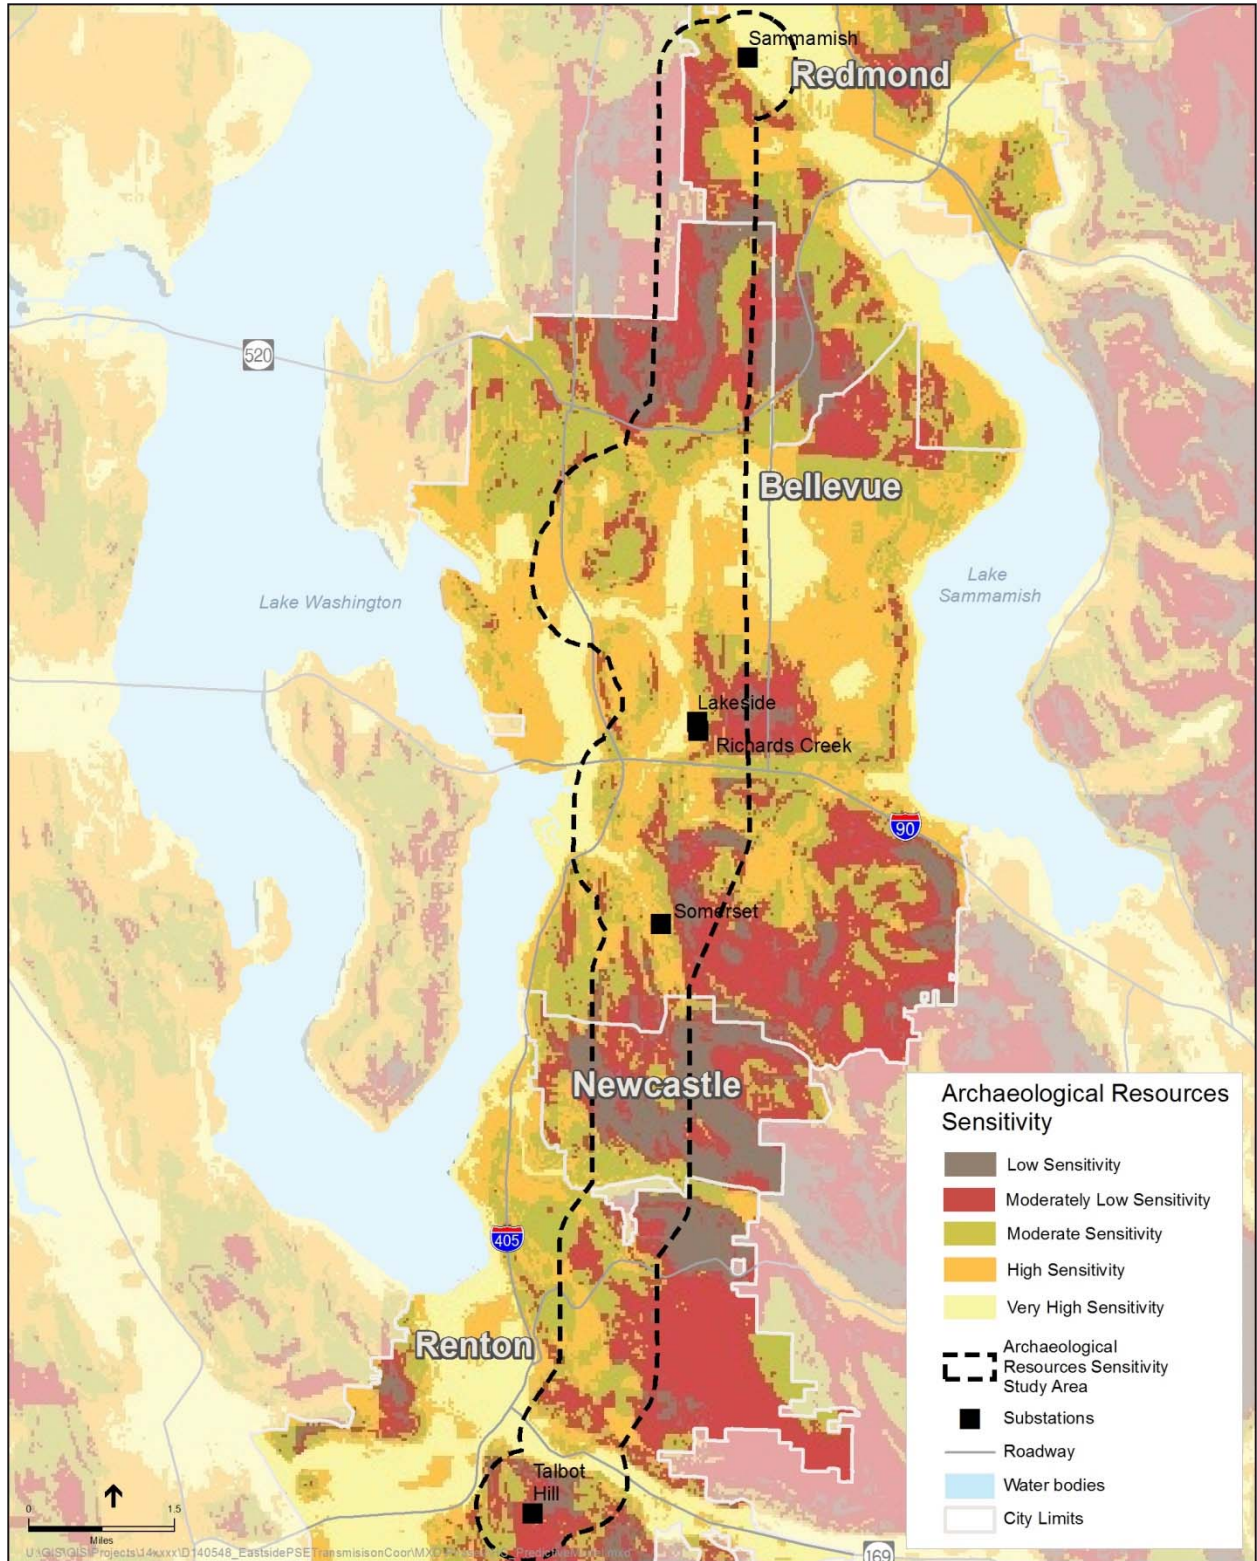 Sammamish
Redmond
520
Bellevue
Lake Washington
Lake
Sammamish
Lakeside
Richards Creek
90
Somerset
Newcastle
405
Renton
Talbot
Hill
169
Archaeological Resources
Sensitivity
Low Sensitivity
Moderately Low Sensitivity
Moderate Sensitivity
High Sensitivity
Very High Sensitivity
Archaeological
Resources Sensitivity
Study Area
Substations
Roadway
Water bodies
City Limits
0 1.5
Miles